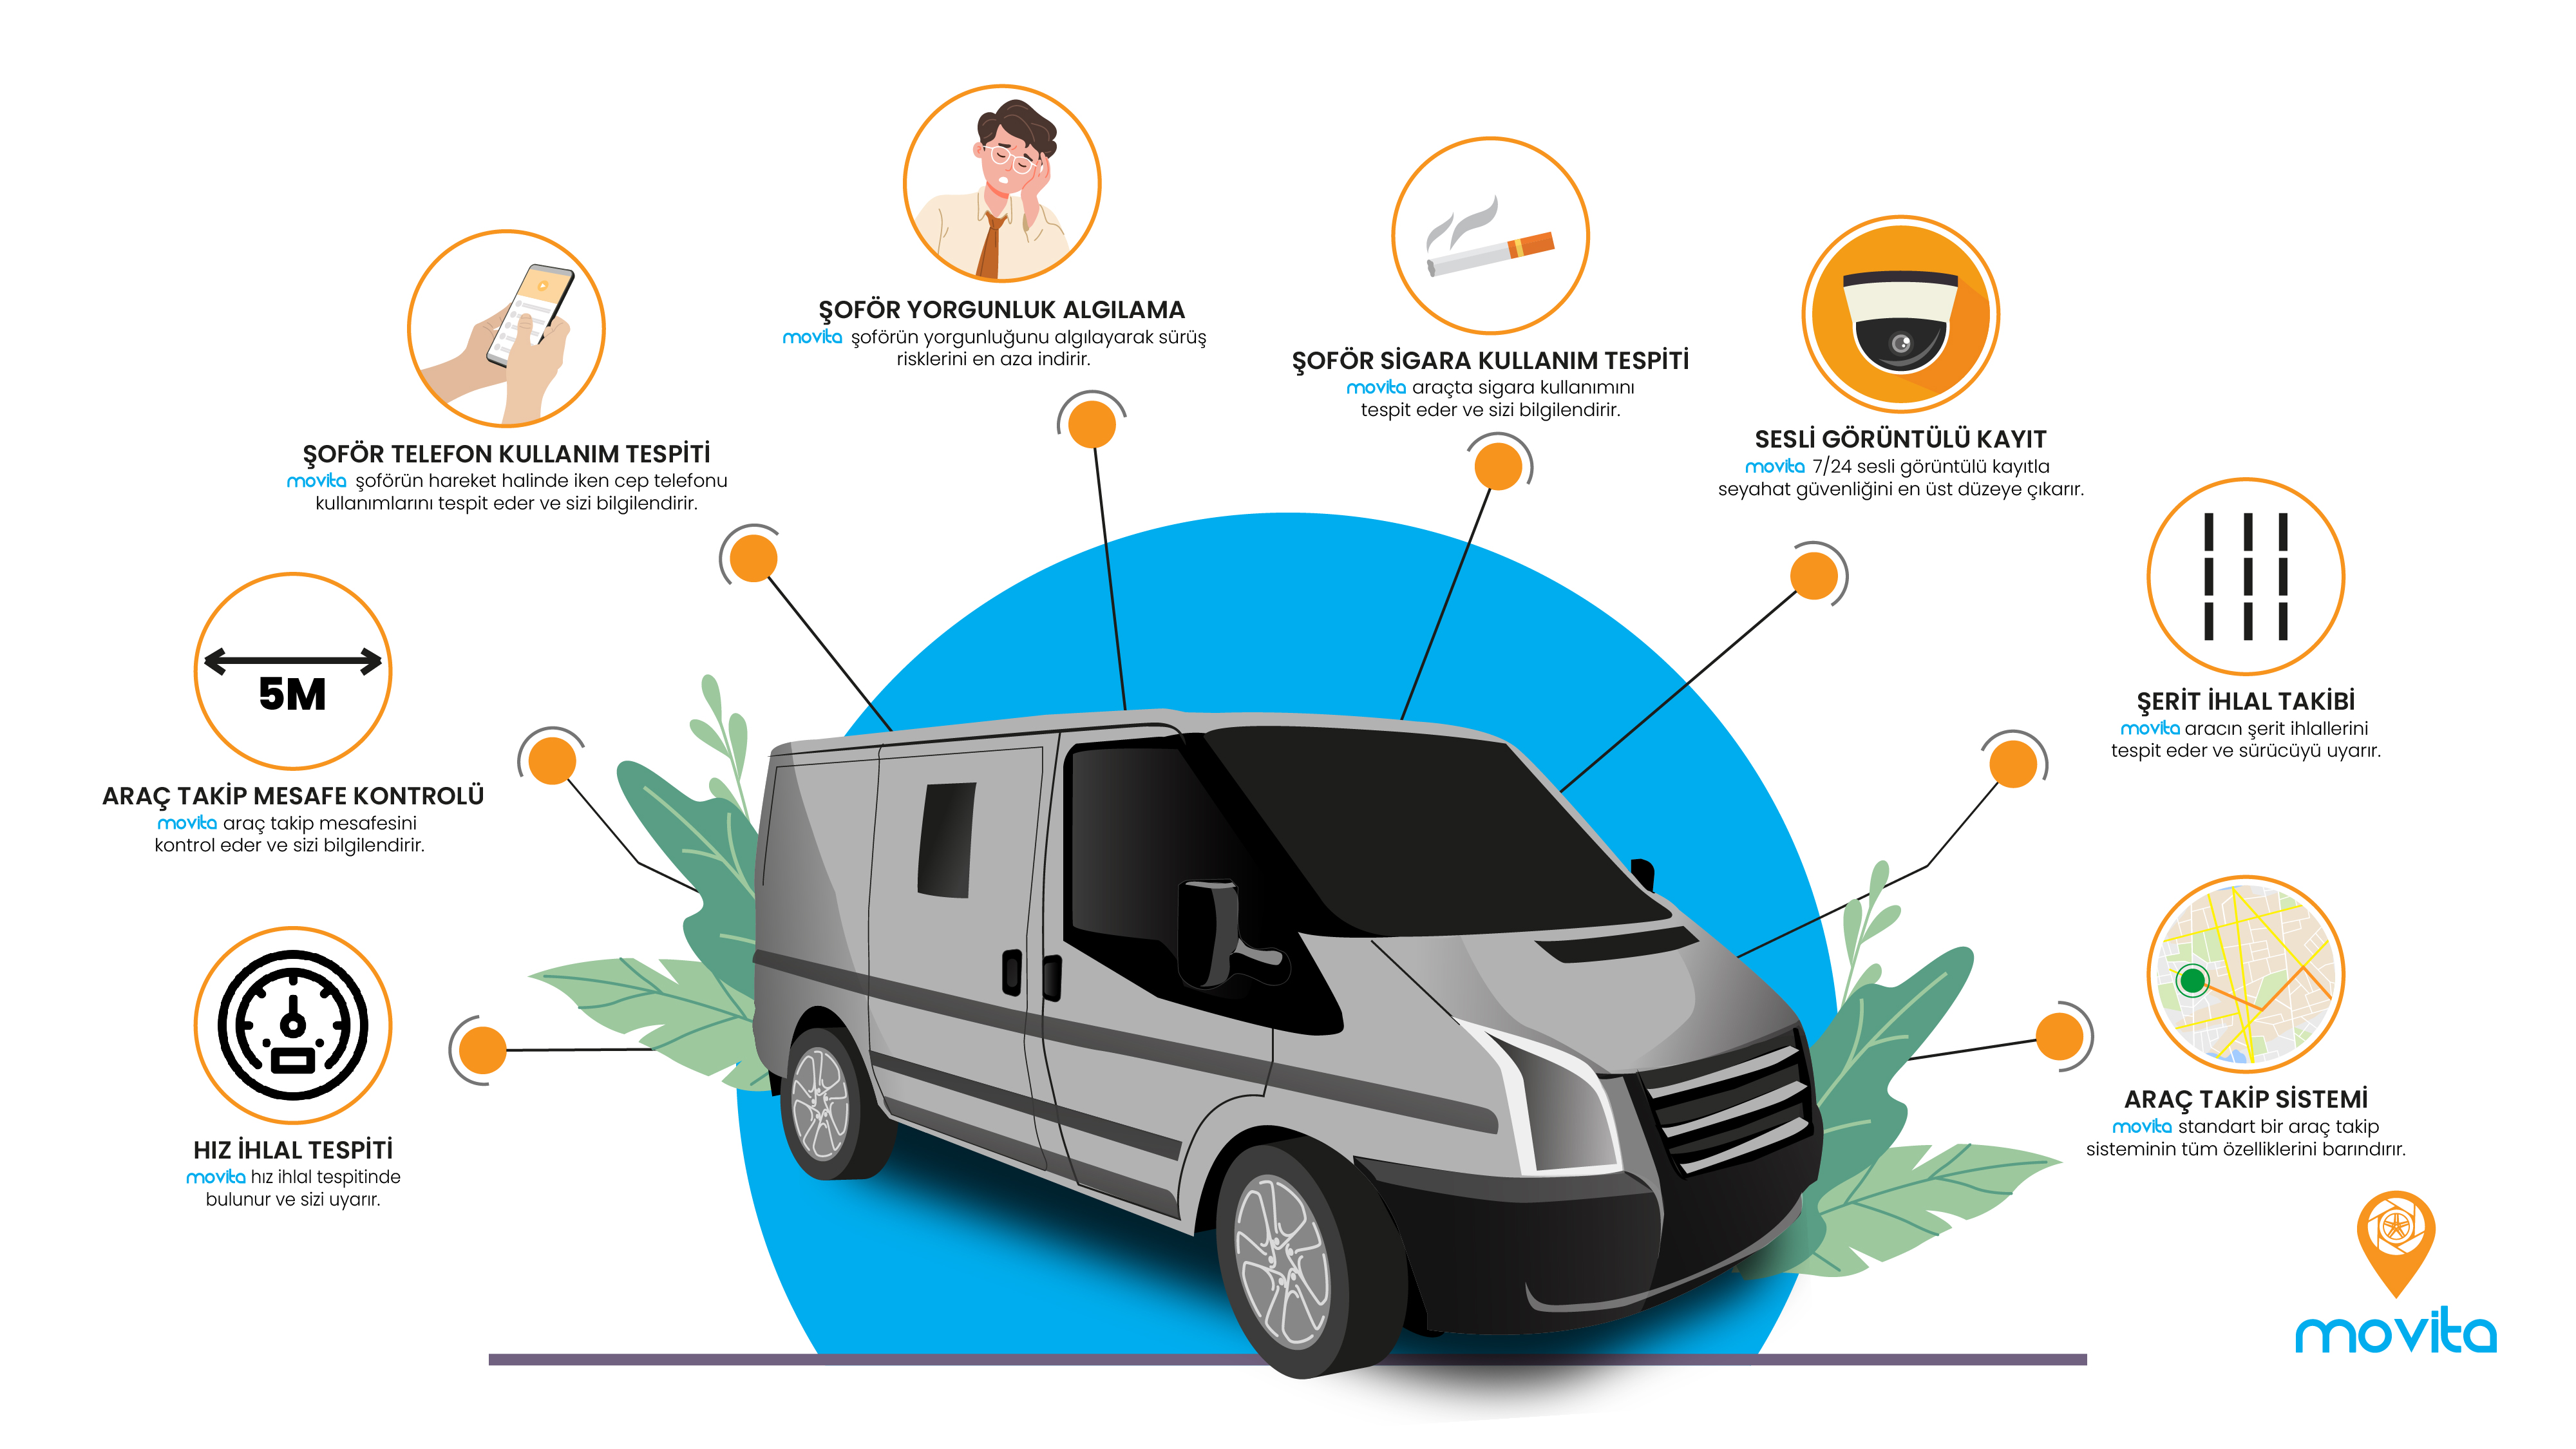 ŞOFÖR YORGUNLUK ALGILAMA
movita şoförün yorgunluğunu algılayarak sürüş
risklerini en aza indirir.
ŞOFÖR SİGARA KULLANIM TESPİTİ
movita araçta sigara kullanımını
tespit eder ve sizi bilgilendirir.
SESLİ GÖRÜNTÜLÜ KAYIT
movita 7/24 sesli görüntülü kayıtla
seyahat güvenliğini en üst düzeye çıkarır.
ŞOFÖR TELEFON KULLANIM TESPİTİ
movita şoförün hareket halinde iken cep telefonu
kullanımlarını tespit eder ve sizi bilgilendirir.
5M
ARAÇ TAKİP MESAFE KONTROLÜ
movita araç takip mesafesini
kontrol eder ve sizi bilgilendirir.
ŞERİT İHLAL TAKİBİ
movita aracın şerit ihlallerini
tespit eder ve sürücüyü uyarır.
HIZ İHLAL TESPİTİ
movita hız ihlal tespitinde
bulunur ve sizi uyarır.
ARAÇ TAKİP SİSTEMİ
movita standart bir araç takip
sisteminin tüm özelliklerini barındırır.
movita